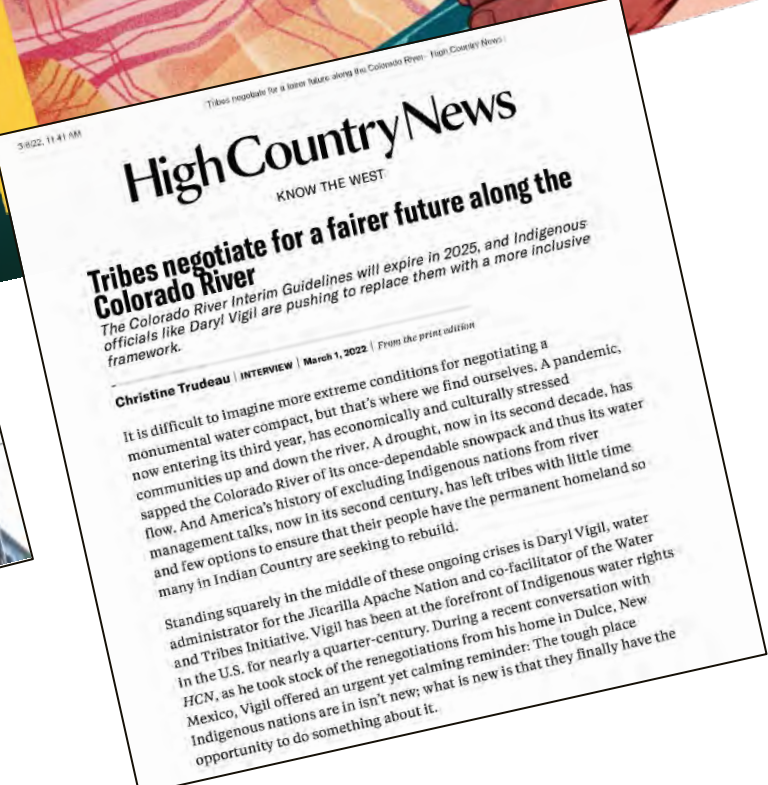 Tribes negotiate for a fairer future along the Colorado River - High Country News
3/8/22, 11:41 AM
High Country News
KNOW THE WEST
Tribes negotiate for a fairer future along the
Colorado River
The Colorado River Interim Guidelines will expire in 2025, and Indigenous
officials like Daryl Vigil are pushing to replace them with a more inclusive
framework.
Christine Trudeau | INTERVIEW | March 1, 2022 | From the print edition
It is difficult to imagine more extreme conditions for negotiating a
monumental water compact, but that's where we find ourselves. A pandemic,
now entering its third year, has economically and culturally stressed
communities up and down the river. A drought, now in its second decade, has
sapped the Colorado River of its once-dependable snowpack and thus its water
flow. And America's history of excluding Indigenous nations from river
management talks, now in its second century, has left tribes with little time
and few options to ensure that their people have the permanent homeland so
many in Indian Country are seeking to rebuild.
Standing squarely in the middle of these ongoing crises is Daryl Vigil, water
administrator for the Jicarilla Apache Nation and co-facilitator of the Water
and Tribes Initiative. Vigil has been at the forefront of Indigenous water rights
in the U.S. for nearly a quarter-century. During a recent conversation with
HCN, as he took stock of the renegotiations from his home in Dulce, New
Mexico, Vigil offered an urgent yet calming reminder: The tough place
Indigenous nations are in isn't new; what is new is that they finally have the
opportunity to do something about it.